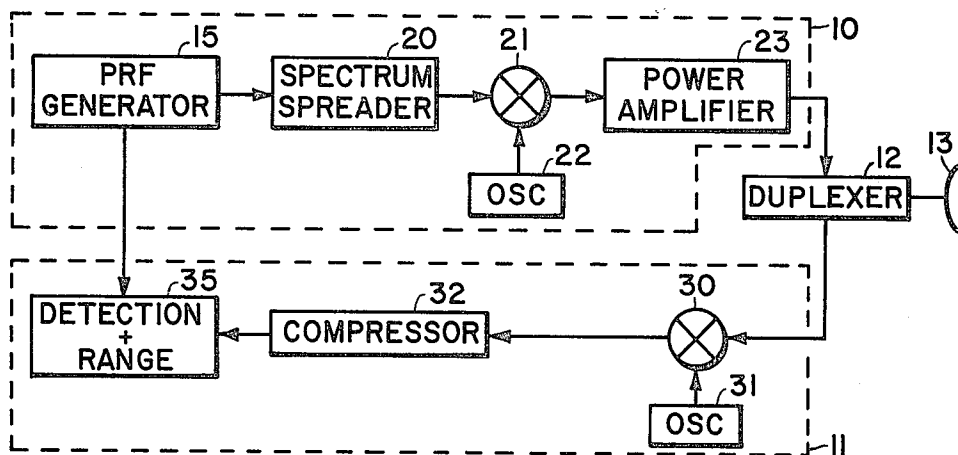 15
PRF
GENERATOR
20
SPECTRUM
SPREADER
21
22
OSC
23
POWER
AMPLIFIER
10
12
DUPLEXER
13
35
DETECTION
+
RANGE
32
COMPRESSOR
30
31
OSC
11